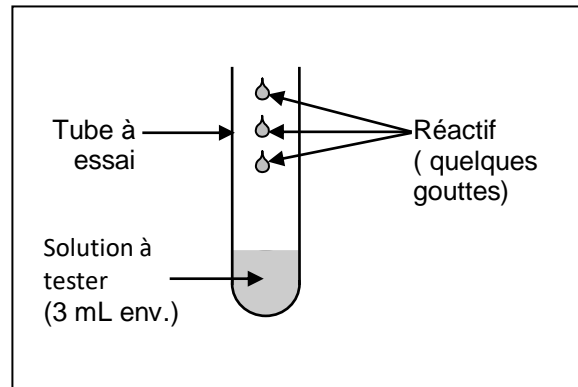 Tube à
essai
Réactif
( quelques
gouttes)
Solution à
tester
(3 mL env.)